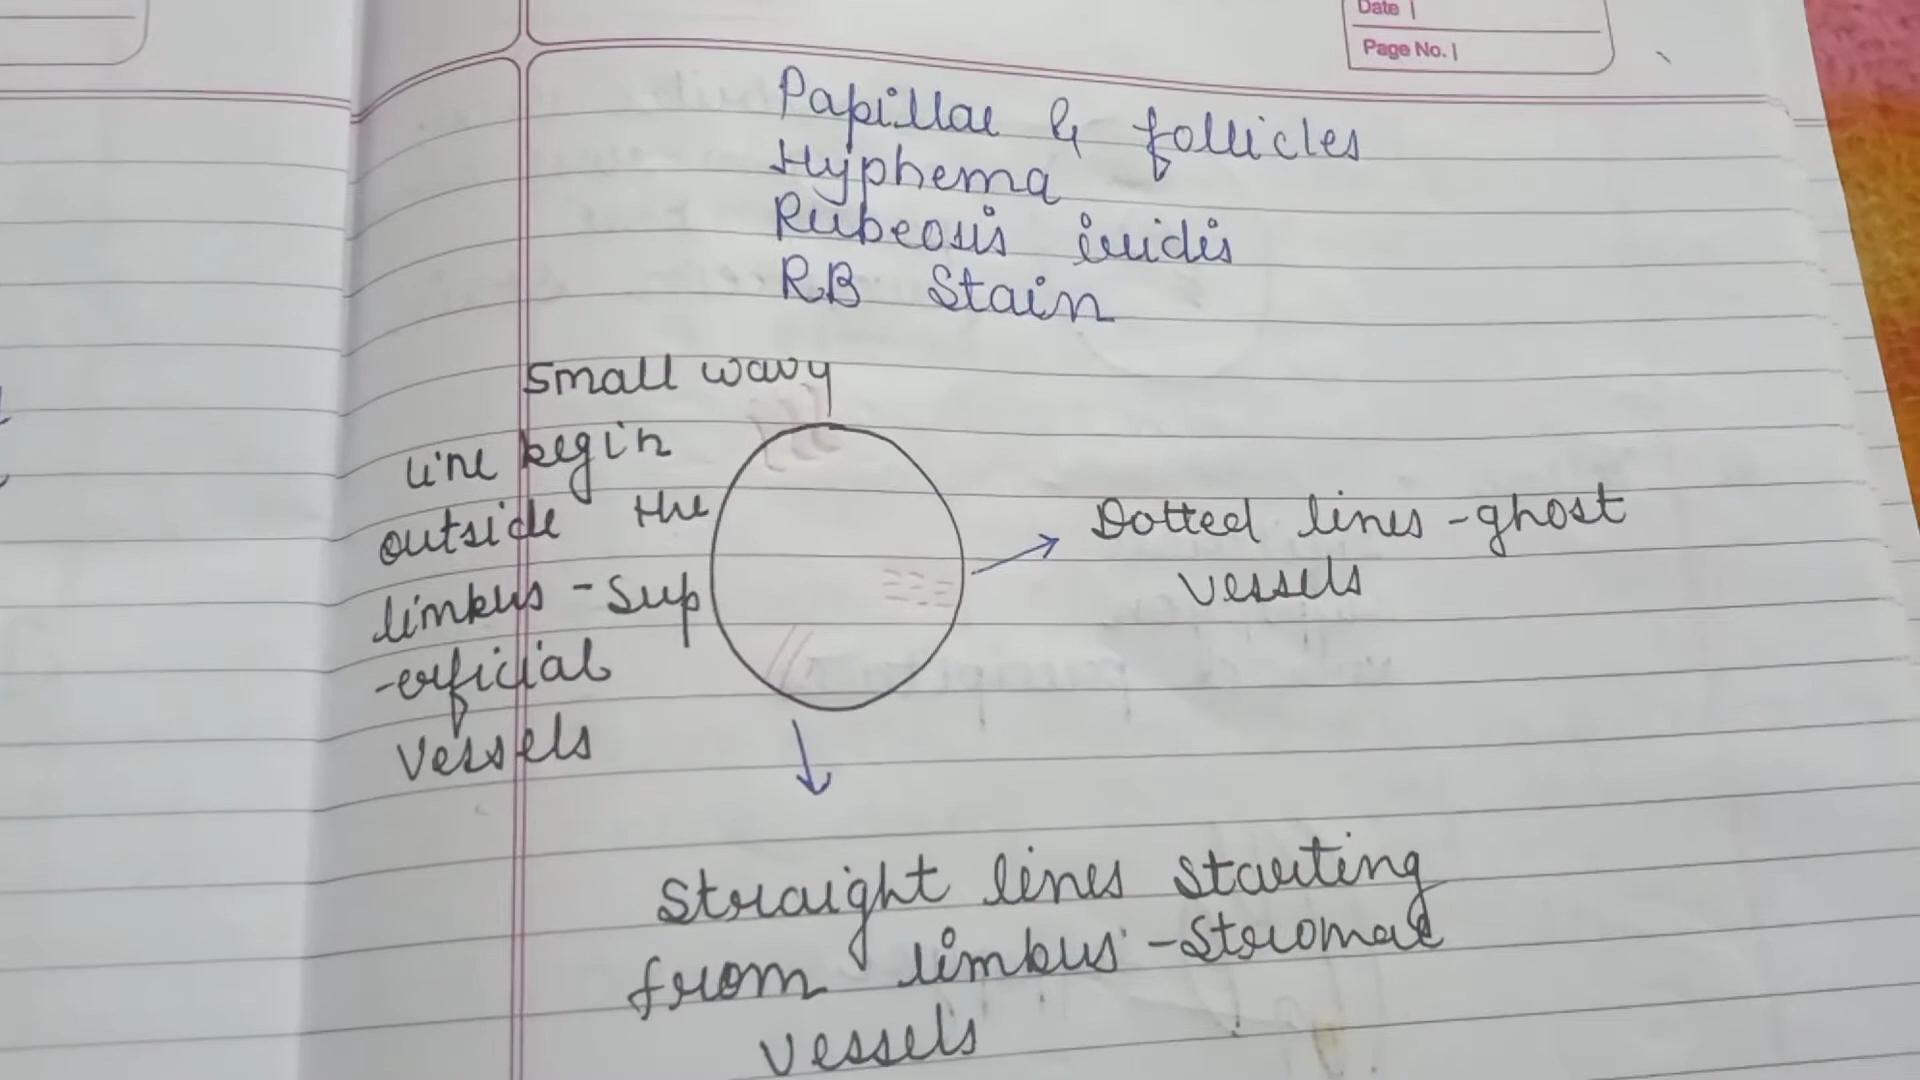 Date
Page No.
Papillae & follicles
Hyphema
Rubeosis iridis
RB Stain
Small wavy
line begin
outside the
limbus - Sup
-erficial
vessels
Dotted lines - ghost
vessels
Straight lines starting
from limbus - Stromal
vessels